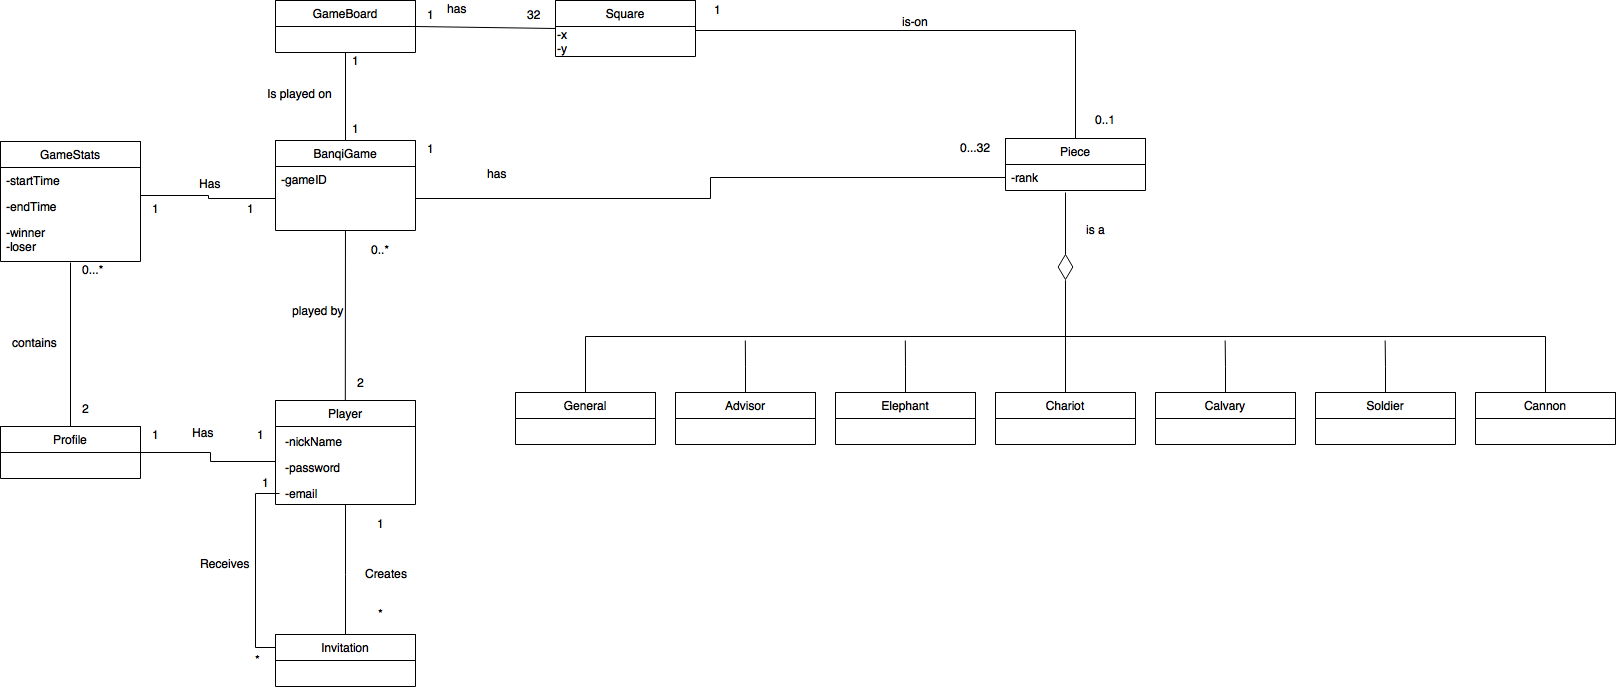 GameBoard
1
has
32
Square
-x
-y
1
is-on
0..1
1
Is played on
1
GameStats
-startTime
-endTime
-winner
-loser
Has
1
1
BanqiGame
-gameID
1
has
0...32
Piece
-rank
is a
0...*
contains
2
0..*
played by
2
Profile
1
Has
1
Player
-nickName
-password
-email
1
Receives
*
1
Creates
*
Invitation
General
Advisor
Elephant
Chariot
Calvary
Soldier
Cannon